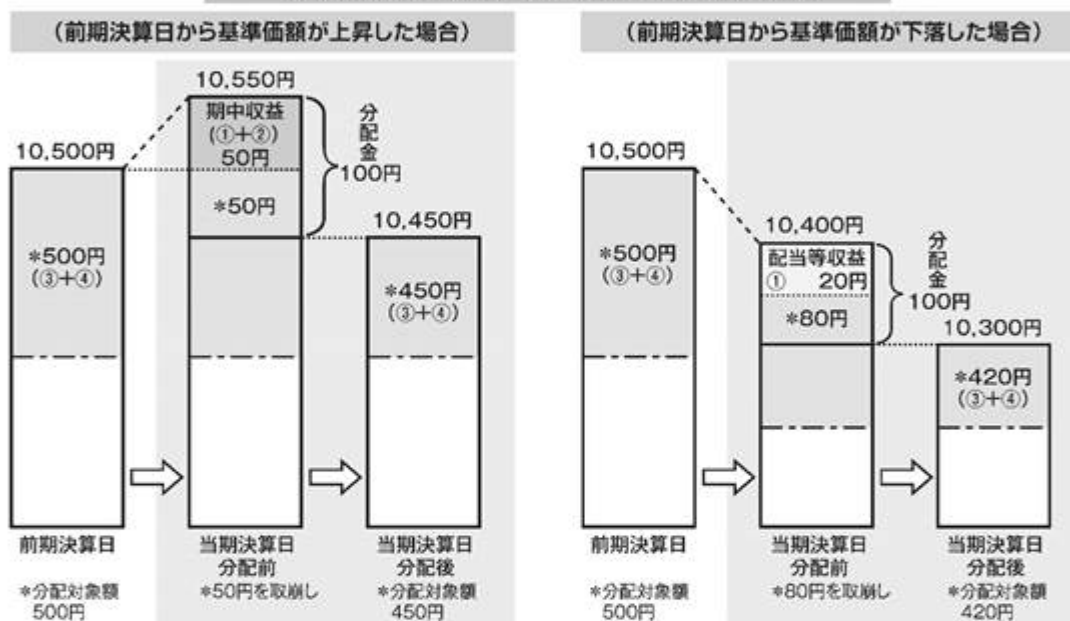 (前期決算日から基準価額が上昇した場合)
10,550円
期中収益
(①+②)
50円
*50円
分配金
100円
10,500円
*500円
(③+④)
10,450円
*450円
(③+④)
前期決算日
当期決算日
分配前
当期決算日
分配後
*分配対象額
500円
*50円を取崩し
*分配対象額
450円
(前期決算日から基準価額が下落した場合)
10,500円
*500円
(③+④)
10,400円
配当等収益
① 20円
*80円
分配金
100円
10,300円
*420円
(③+④)
前期決算日
当期決算日
分配前
当期決算日
分配後
*分配対象額
500円
*80円を取崩し
*分配対象額
420円